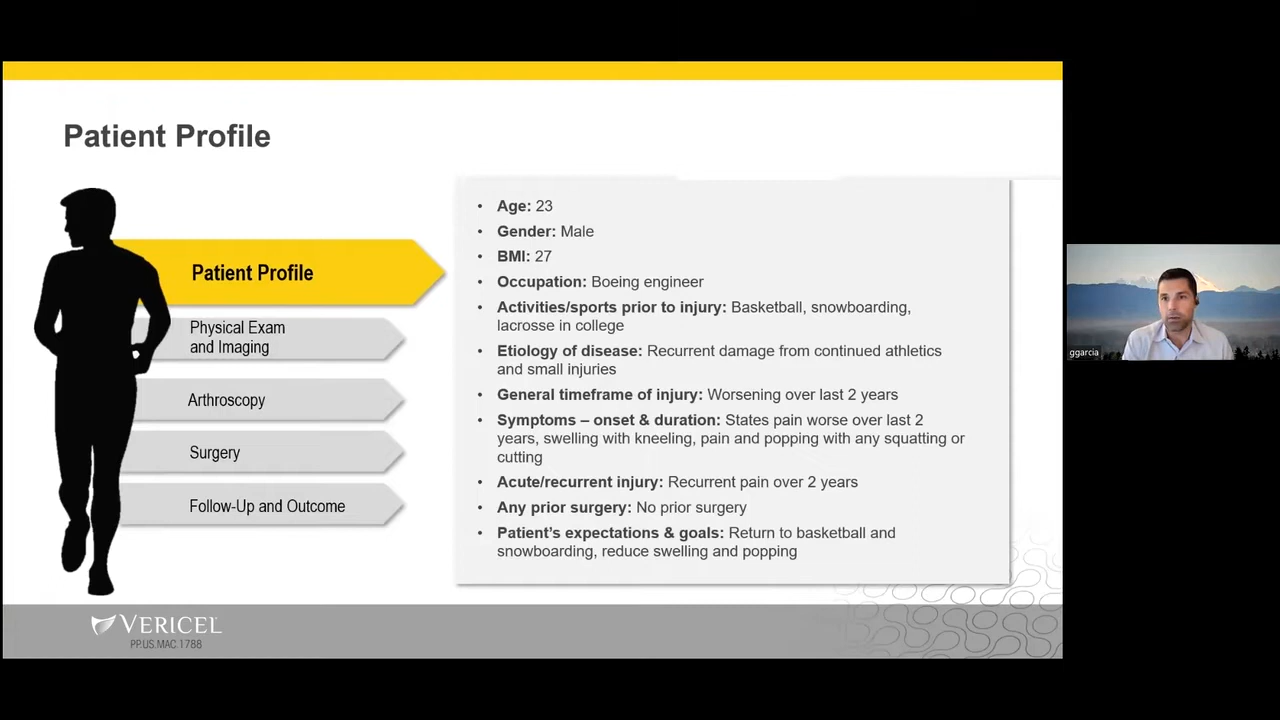 Patient Profile
Patient Profile
Physical Exam
and Imaging
Arthroscopy
Surgery
Follow-Up and Outcome
• Age: 23
• Gender: Male
• BMI: 27
• Occupation: Boeing engineer
• Activities/sports prior to injury: Basketball, snowboarding,
lacrosse in college
• Etiology of disease: Recurrent damage from continued athletics
and small injuries
• General timeframe of injury: Worsening over last 2 years
• Symptoms – onset & duration: States pain worse over last 2
years, swelling with kneeling, pain and popping with any squatting or
cutting
• Acute/recurrent injury: Recurrent pain over 2 years
• Any prior surgery: No prior surgery
• Patient's expectations & goals: Return to basketball and
snowboarding, reduce swelling and popping
ggarcia
VERICEL
PP.US.MAC.1788